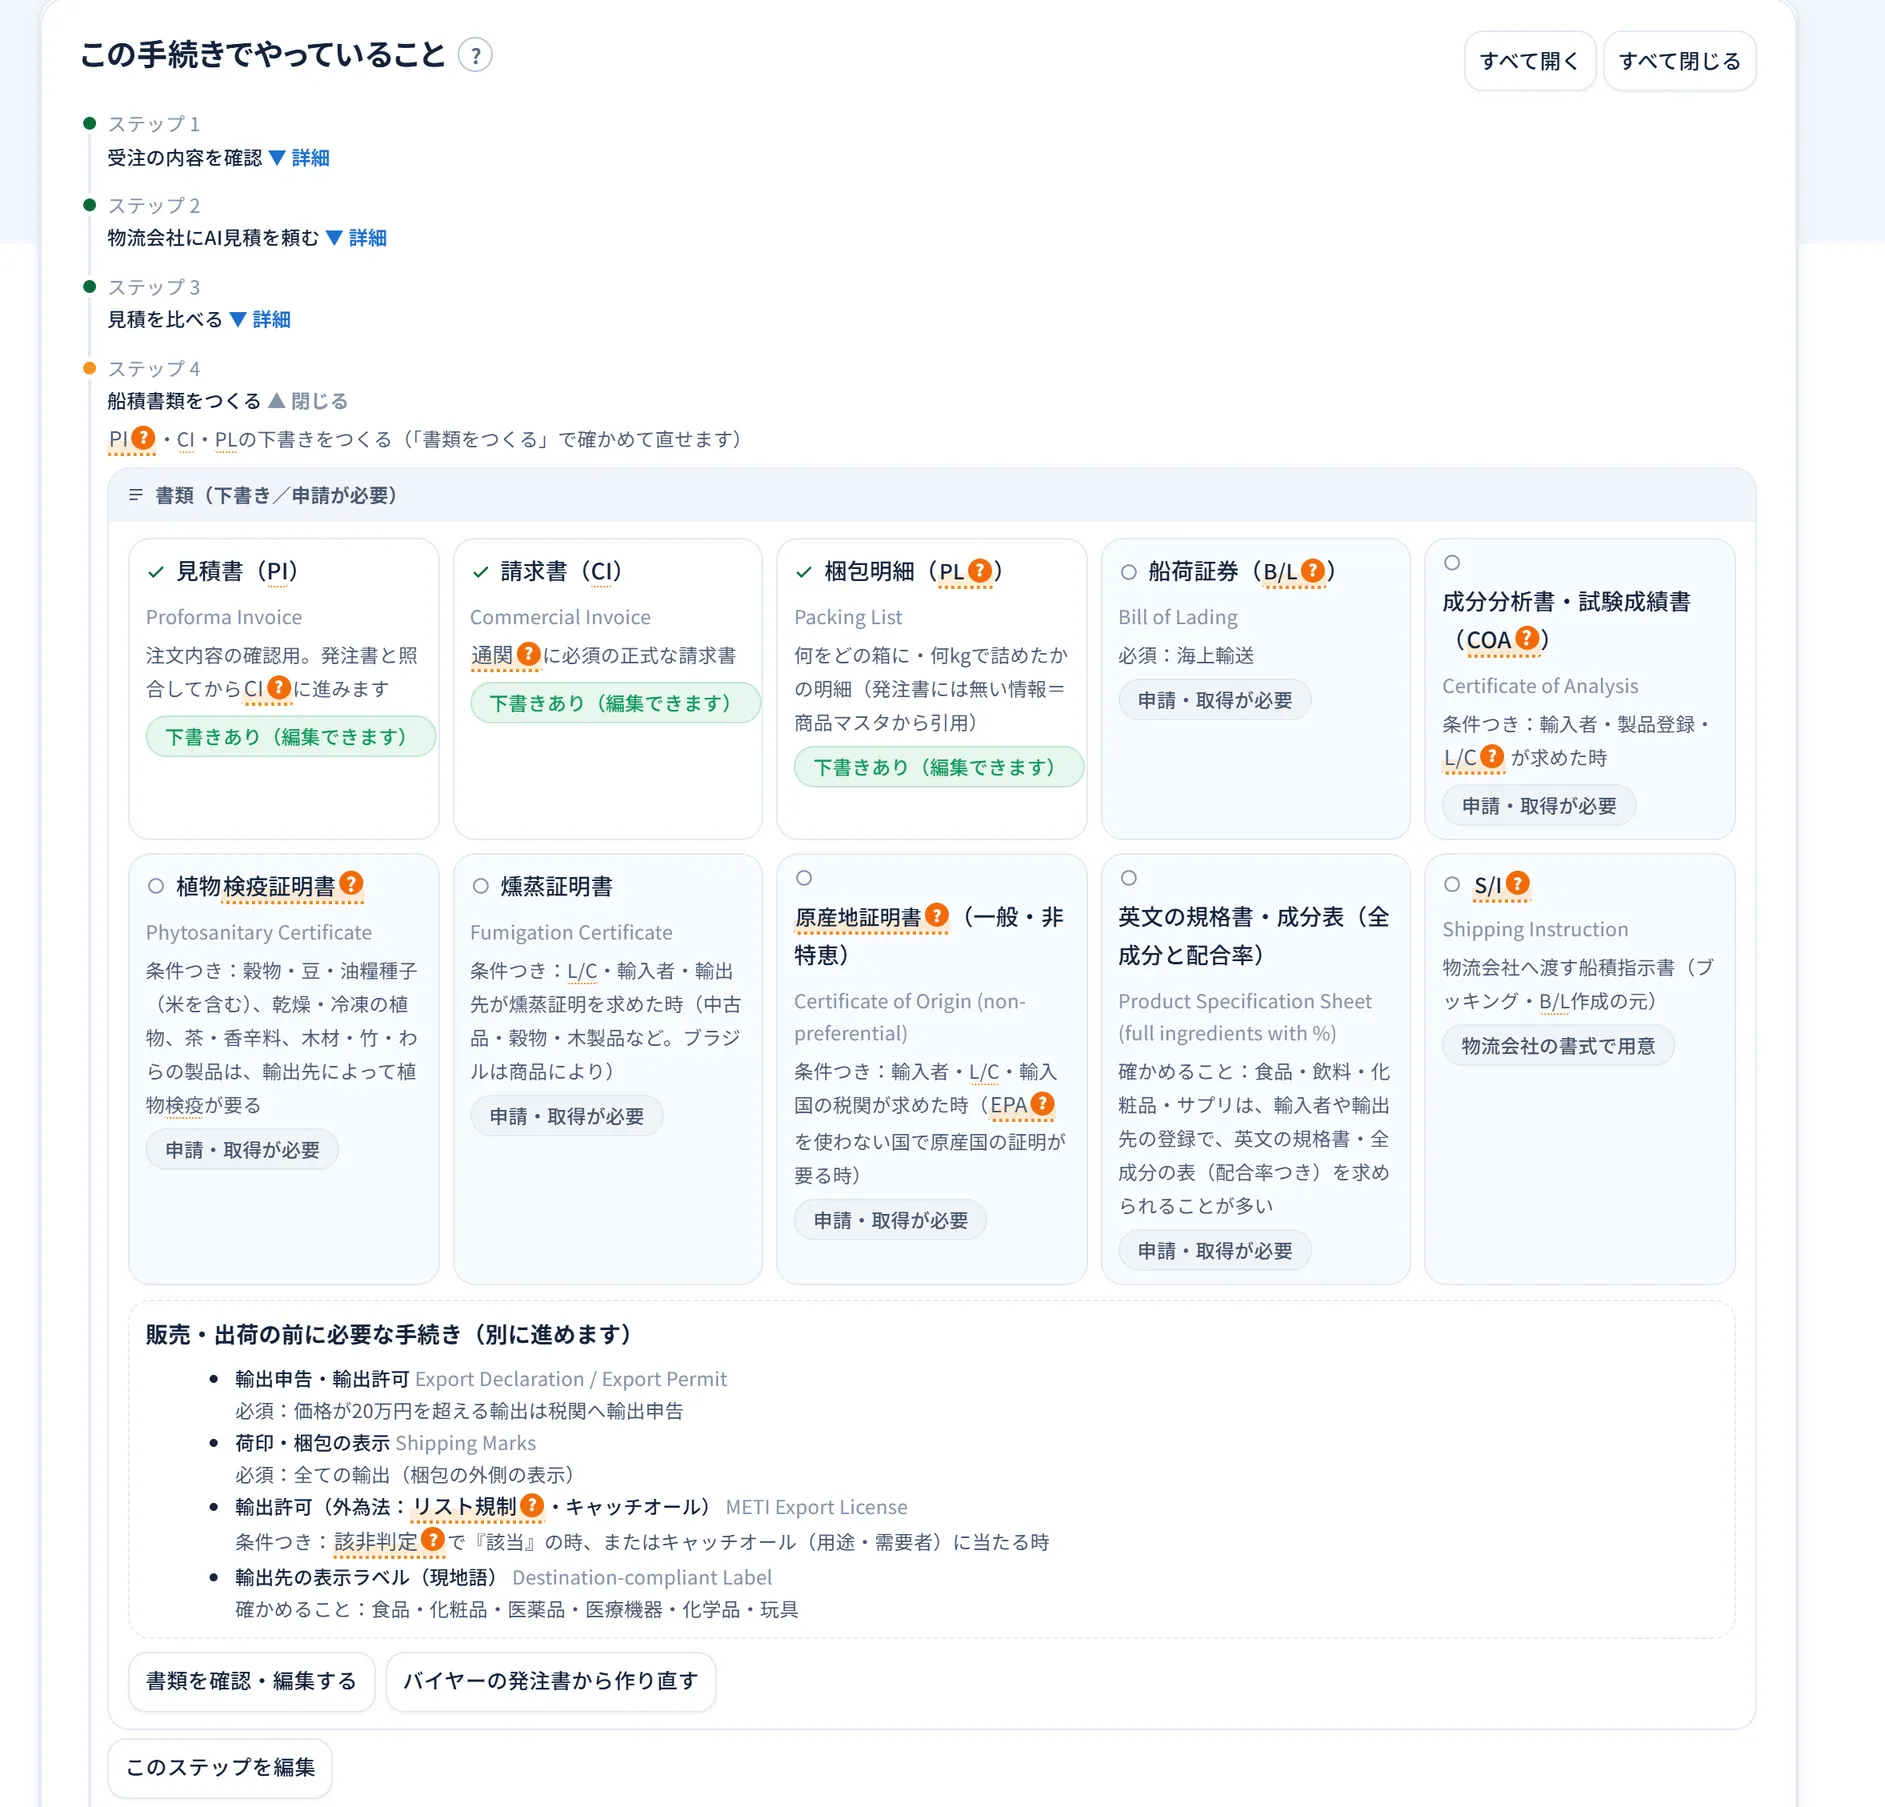 この手続きでやっていること ?
すべて開く
すべて閉じる
ステップ 1
受注の内容を確認 ▼ 詳細
ステップ 2
物流会社にAI見積を頼む ▼ 詳細
ステップ 3
見積を比べる ▼ 詳細
ステップ 4
船積書類をつくる ▲ 閉じる
PI ?・CI・PLの下書きをつくる（「書類をつくる」で確かめて直せます）
書類（下書き／申請が必要）
✓ 見積書（PI）
Proforma Invoice
注文内容の確認用。発注書と照
合してからCI ?に進みます
下書きあり（編集できます）
✓ 請求書（CI）
Commercial Invoice
通関 ?に必須の正式な請求書
下書きあり（編集できます）
✓ 梱包明細（PL ?）
Packing List
何をどの箱に・何kgで詰めたか
の明細（発注書には無い情報＝
商品マスタから引用）
下書きあり（編集できます）
○ 船荷証券（B/L ?）
Bill of Lading
必須：海上輸送
申請・取得が必要
○
成分分析書・試験成績書
（COA ?）
Certificate of Analysis
条件つき：輸入者・製品登録・
L/C ? が求めた時
申請・取得が必要
○ 植物検疫証明書 ?
Phytosanitary Certificate
条件つき：穀物・豆・油糧種子
（米を含む）、乾燥・冷凍の植
物、茶・香辛料、木材・竹・わ
らの製品は、輸出先によって植
物検疫が要る
申請・取得が必要
○ 燻蒸証明書
Fumigation Certificate
条件つき：L/C・輸入者・輸出
先が燻蒸証明を求めた時（中古
品・穀物・木製品など。ブラジ
ルは商品により）
申請・取得が必要
○
原産地証明書 ?（一般・非
特恵）
Certificate of Origin (non-
preferential)
条件つき：輸入者・L/C・輸入
国の税関が求めた時（EPA ?
を使わない国で原産国の証明が
要る時）
申請・取得が必要
○
英文の規格書・成分表（全
成分と配合率）
Product Specification Sheet
(full ingredients with %)
確かめること：食品・飲料・化
粧品・サプリは、輸入者や輸出
先の登録で、英文の規格書・全
成分の表（配合率つき）を求め
られることが多い
申請・取得が必要
○ S/I ?
Shipping Instruction
物流会社へ渡す船積指示書（ブ
ッキング・B/L作成の元）
物流会社の書式で用意
販売・出荷の前に必要な手続き（別に進めます）
• 輸出申告・輸出許可 Export Declaration / Export Permit
必須：価格が20万円を超える輸出は税関へ輸出申告
• 荷印・梱包の表示 Shipping Marks
必須：全ての輸出（梱包の外側の表示）
• 輸出許可（外為法：リスト規制 ?・キャッチオール） METI Export License
条件つき：該非判定 ?で『該当』の時、またはキャッチオール（用途・需要者）に当たる時
• 輸出先の表示ラベル（現地語） Destination-compliant Label
確かめること：食品・化粧品・医薬品・医療機器・化学品・玩具
書類を確認・編集する
バイヤーの発注書から作り直す
このステップを編集